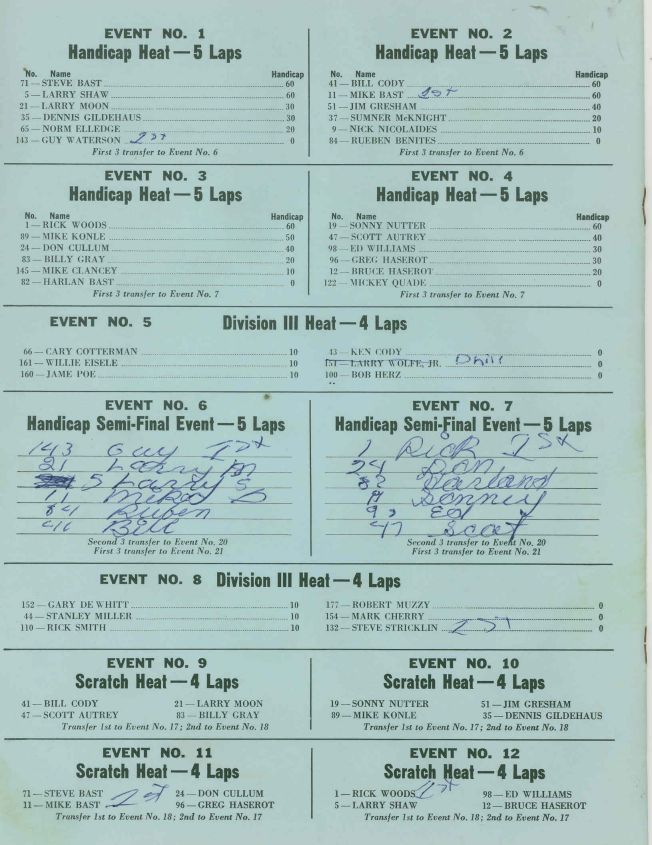 EVENT NO. 1
Handicap Heat — 5 Laps
No. Name Handicap
71 — STEVE BAST 60
5 — LARRY SHAW 60
21 — LARRY MOON 30
35 — DENNIS GILDEHAUS 30
65 — NORM ELLEDGE 20
143 — GUY WATERSON 1st 0
First 3 transfer to Event No. 6
EVENT NO. 2
Handicap Heat — 5 Laps
No. Name Handicap
41 — BILL CODY 60
11 — MIKE BAST 1st 60
51 — JIM GRESHAM 40
37 — SUMNER McKNIGHT 20
9 — NICK NICOLAIDES 10
84 — RUEBEN BENITES 0
First 3 transfer to Event No. 6
EVENT NO. 3
Handicap Heat — 5 Laps
No. Name Handicap
1 — RICK WOODS 60
89 — MIKE KONLE 50
24 — DON CULLUM 40
83 — BILLY GRAY 20
145 — MIKE CLANCEY 10
82 — HARLAN BAST 0
First 3 transfer to Event No. 7
EVENT NO. 4
Handicap Heat — 5 Laps
No. Name Handicap
19 — SONNY NUTTER 60
47 — SCOTT AUTREY 40
98 — ED WILLIAMS 30
96 — GREG HASEROT 30
12 — BRUCE HASEROT 20
122 — MICKEY QUADE 0
First 3 transfer to Event No. 7
EVENT NO. 5 Division III Heat — 4 Laps
66 — CARY COTTERMAN 10
161 — WILLIE EISELE 10
160 — JAME POE 10
43 — KEN CODY 0
151 — LARRY WOLFE, JR. 0
100 — BOB HERZ 0
EVENT NO. 6
Handicap Semi-Final Event — 5 Laps
143 Guy 1st
21 Larry M
5 Larry S
11 Mike B
84 Ruben
41 Bill
Second 3 transfer to Event No. 20
First 3 transfer to Event No. 21
EVENT NO. 7
Handicap Semi-Final Event — 5 Laps
1 Rick 1st
24 Don
82 Harland
Sonney
Ed
47 Scot
Second 3 transfer to Event No. 20
First 3 transfer to Event No. 21
EVENT NO. 8 Division III Heat — 4 Laps
152 — GARY DE WHITT 10
44 — STANLEY MILLER 10
110 — RICK SMITH 10
177 — ROBERT MUZZY 0
154 — MARK CHERRY 0
132 — STEVE STRICKLIN 1st 0
EVENT NO. 9
Scratch Heat — 4 Laps
41 — BILL CODY 21 — LARRY MOON
47 — SCOTT AUTREY 83 — BILLY GRAY
Transfer 1st to Event No. 17; 2nd to Event No. 18
EVENT NO. 10
Scratch Heat — 4 Laps
19 — SONNY NUTTER 51 — JIM GRESHAM
89 — MIKE KONLE 35 — DENNIS GILDEHAUS
Transfer 1st to Event No. 17; 2nd to Event No. 18
EVENT NO. 11
Scratch Heat — 4 Laps
71 — STEVE BAST 24 — DON CULLUM
11 — MIKE BAST 1st 96 — GREG HASEROT
Transfer 1st to Event No. 18; 2nd to Event No. 17
EVENT NO. 12
Scratch Heat — 4 Laps
1 — RICK WOODS 1st 98 — ED WILLIAMS
5 — LARRY SHAW 12 — BRUCE HASEROT
Transfer 1st to Event No. 18; 2nd to Event No. 17